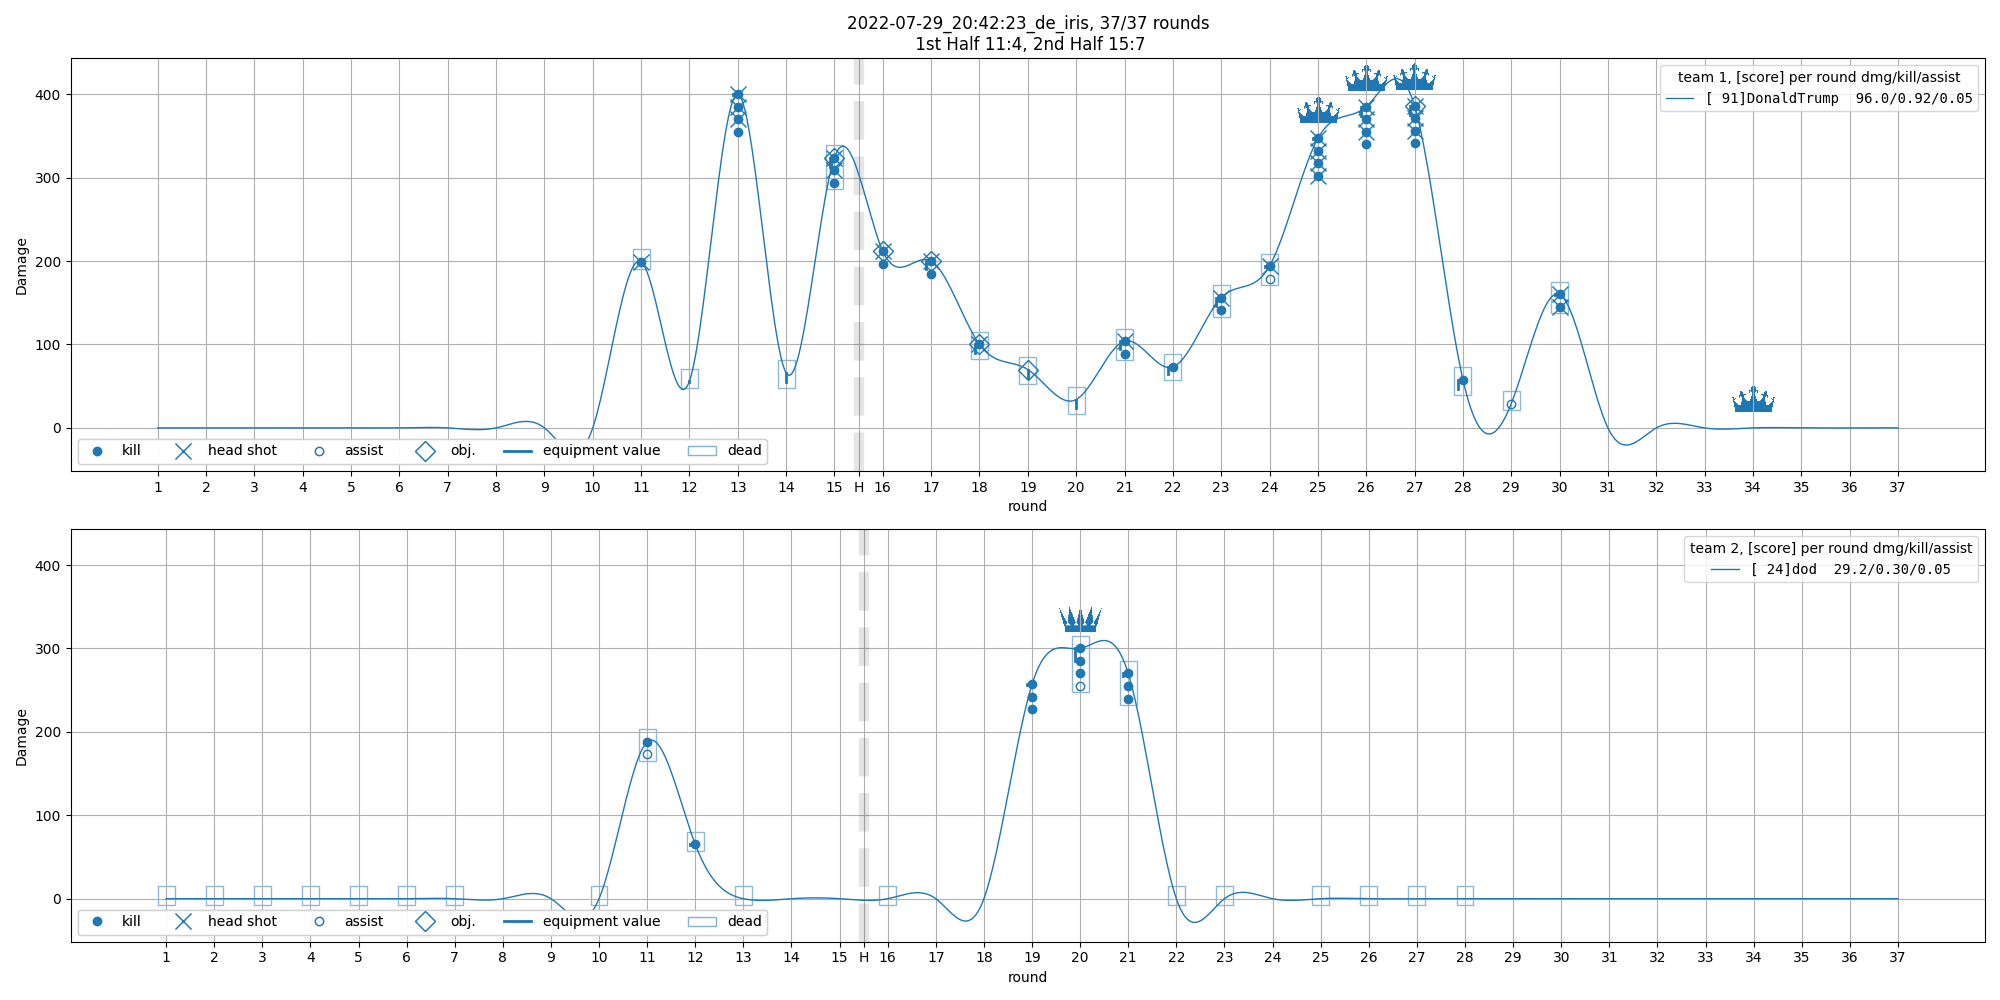 2022-07-29_20:42:23_de_iris, 37/37 rounds
1st Half 11:4, 2nd Half 15:7
team 1, [score] per round dmg/kill/assist
[ 91]DonaldTrump  96.0/0.92/0.05
Damage
400
300
200
100
0
kill head shot assist obj. equipment value dead
1 2 3 4 5 6 7 8 9 10 11 12 13 14 15 H 16 17 18 19 20 21 22 23 24 25 26 27 28 29 30 31 32 33 34 35 36 37
round
team 2, [score] per round dmg/kill/assist
[ 24]dod  29.2/0.30/0.05
Damage
400
300
200
100
0
kill head shot assist obj. equipment value dead
1 2 3 4 5 6 7 8 9 10 11 12 13 14 15 H 16 17 18 19 20 21 22 23 24 25 26 27 28 29 30 31 32 33 34 35 36 37
round